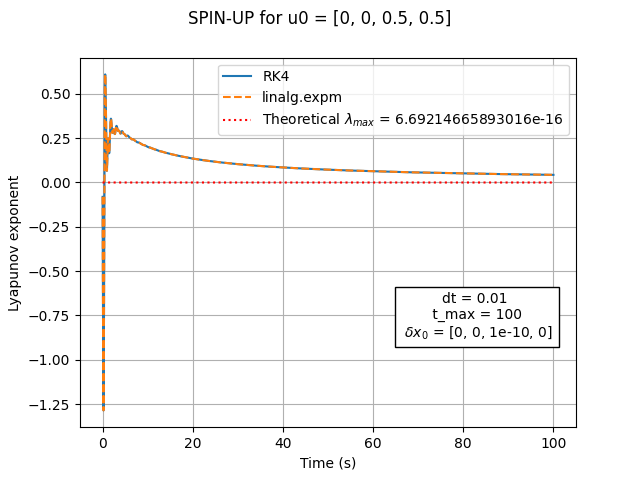 SPIN-UP for u0 = [0, 0, 0.5, 0.5]
RK4
linalg.expm
Theoretical λmax = 6.69214665893016e-16
0.50
0.25
0.00
−0.25
−0.50
−0.75
−1.00
−1.25
Lyapunov exponent
dt = 0.01
t_max = 100
δx0 = [0, 0, 1e-10, 0]
0 20 40 60 80 100
Time (s)